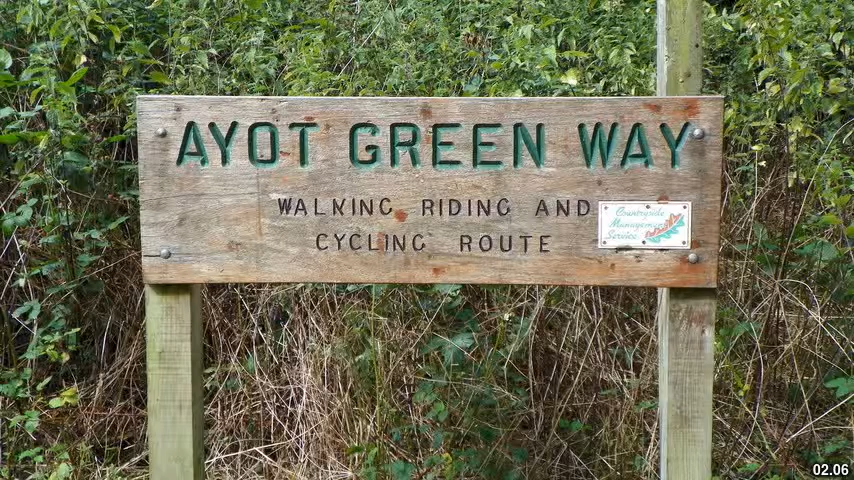 AYOT GREEN WAY
WALKING RIDING AND
CYCLING ROUTE
Countryside
Management
Service
02.06